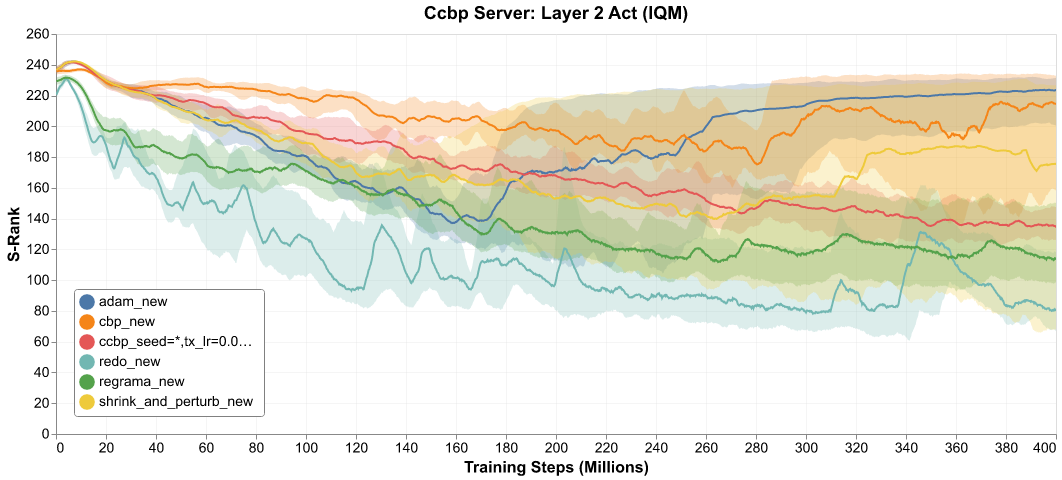 Ccbp Server: Layer 2 Act (IQM)
S-Rank
260
240
220
200
180
160
140
120
100
80
60
40
20
0
adam_new
cbp_new
ccbp_seed=*,tx_lr=0.0…
redo_new
regrama_new
shrink_and_perturb_new
0 20 40 60 80 100 120 140 160 180 200 220 240 260 280 300 320 340 360 380 400
Training Steps (Millions)